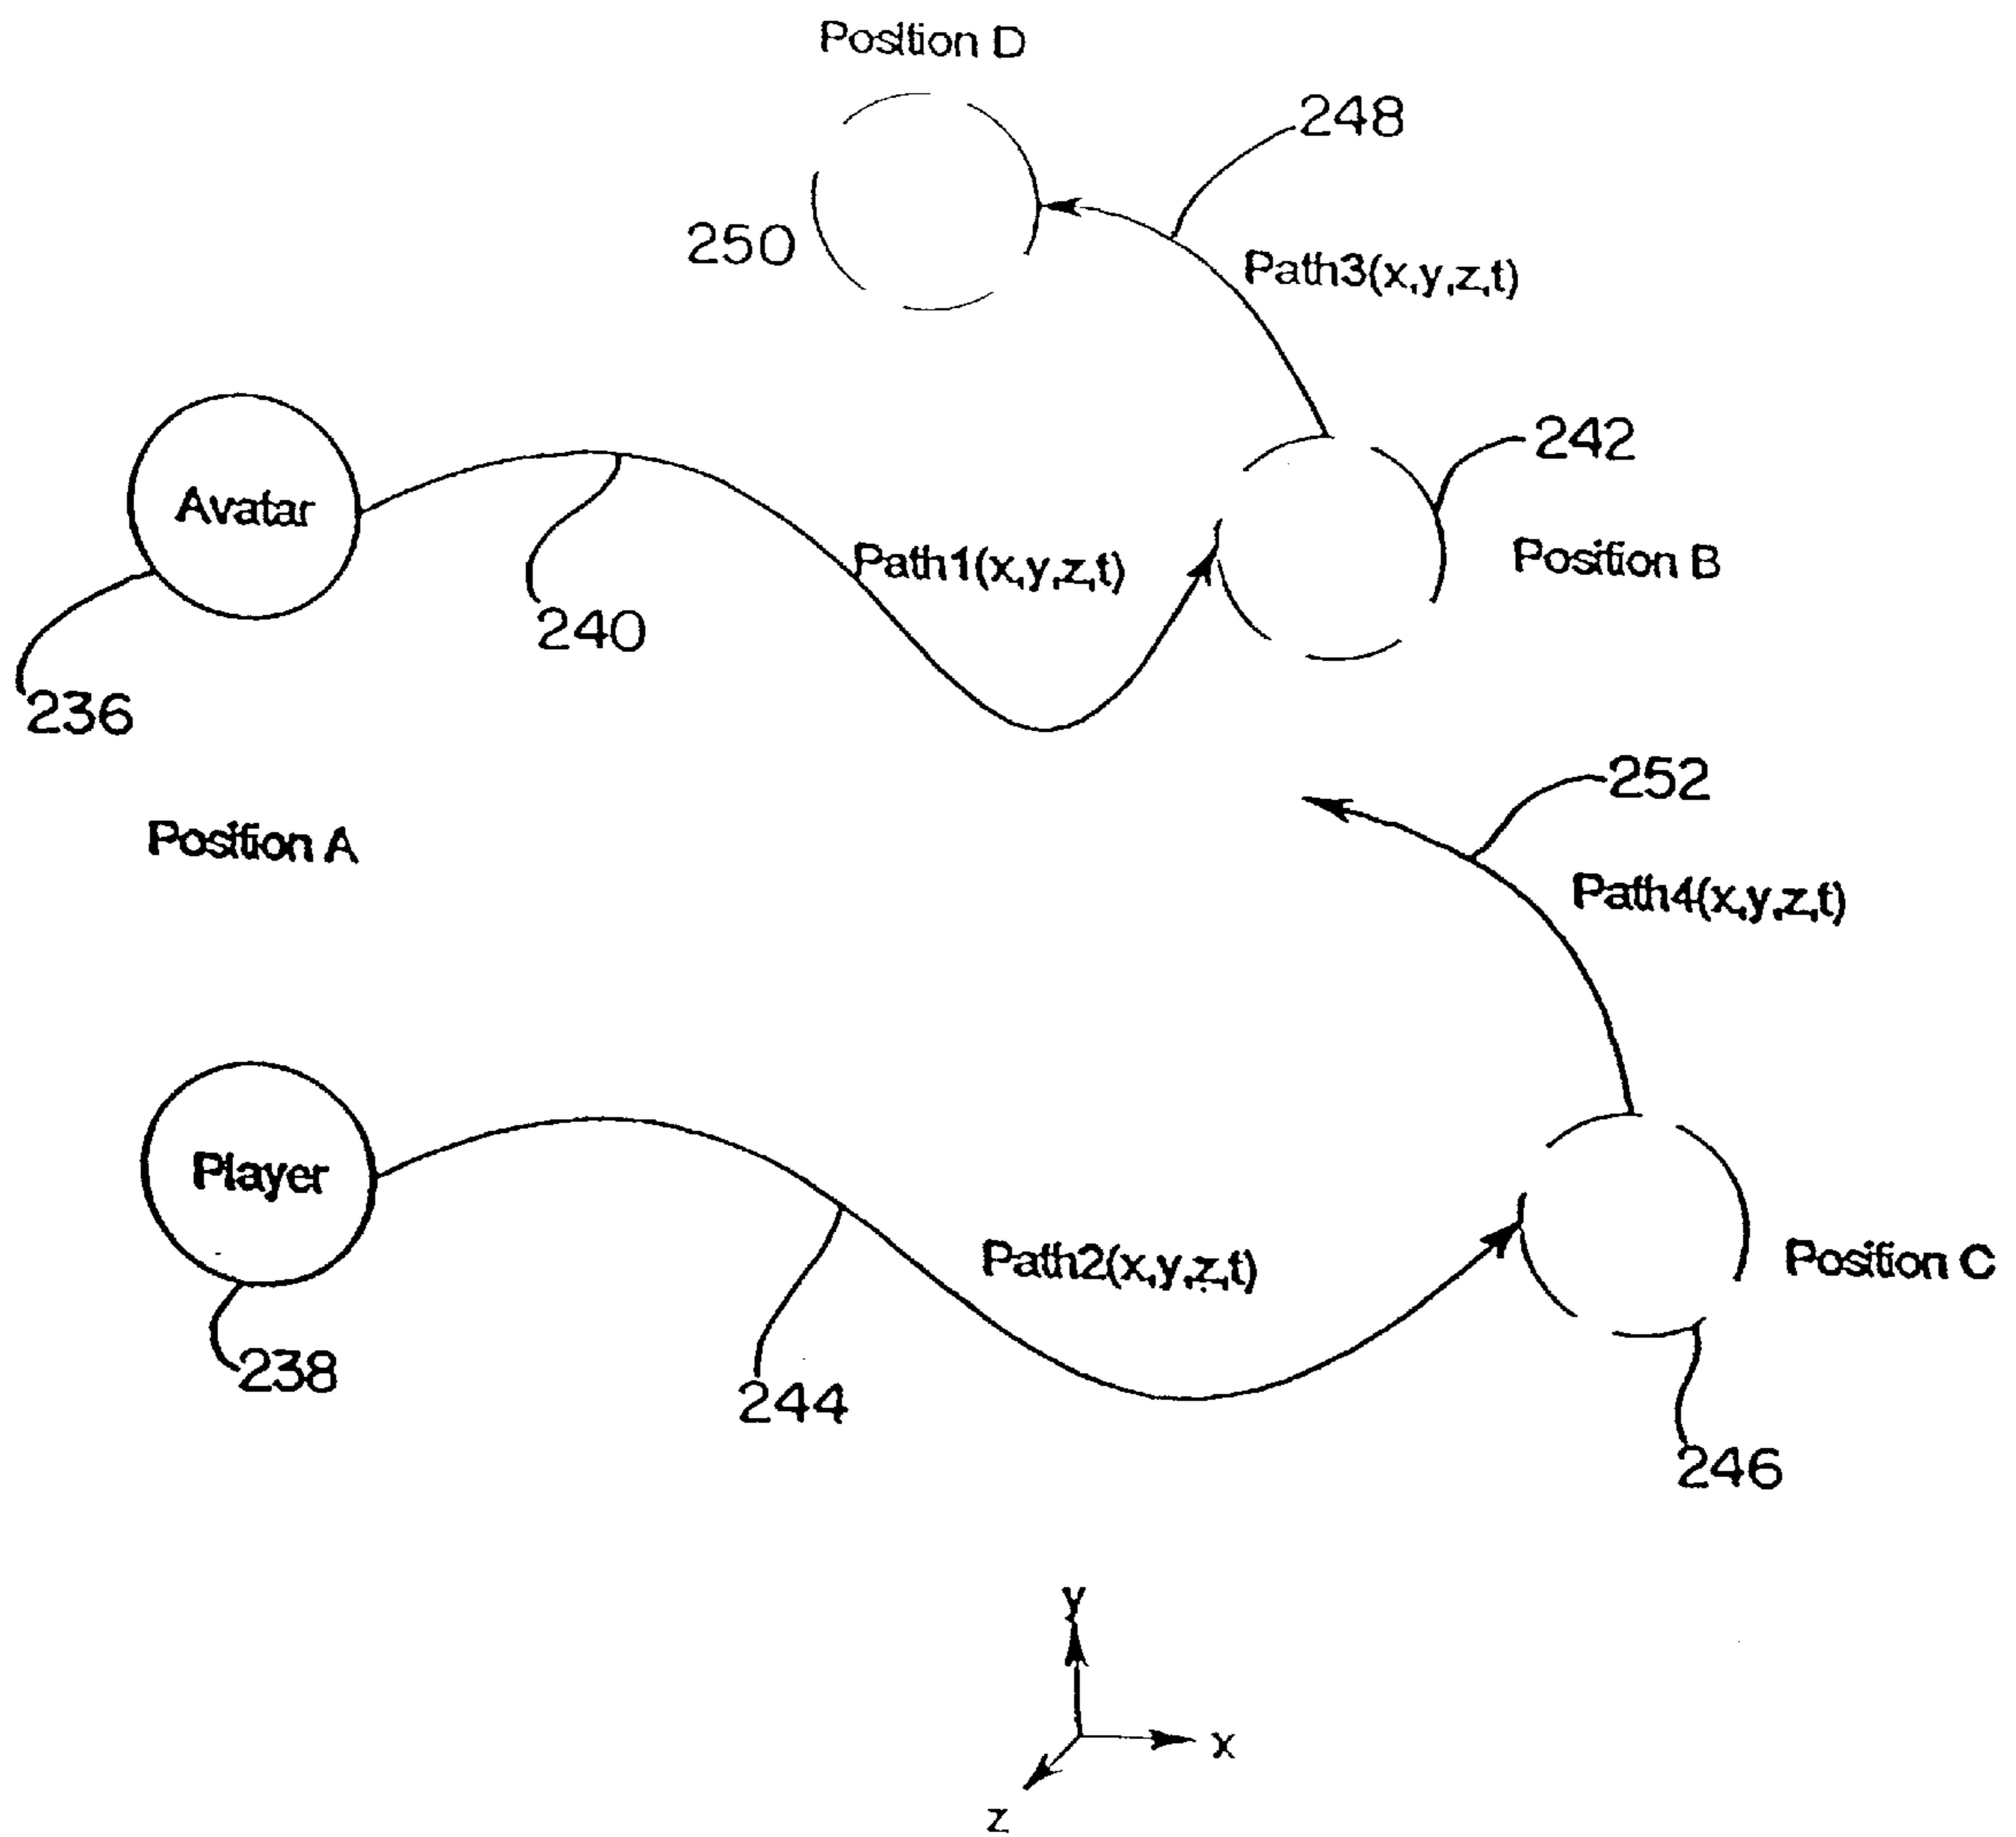 Position D
248
250
Path3(x,y,z,t)
242
Avatar
Path1(x,y,z,t)
Position B
240
236
252
Position A
Path4(x,y,z,t)
Player
Path2(x,y,z,t)
Position C
238
244
246
y
x
z